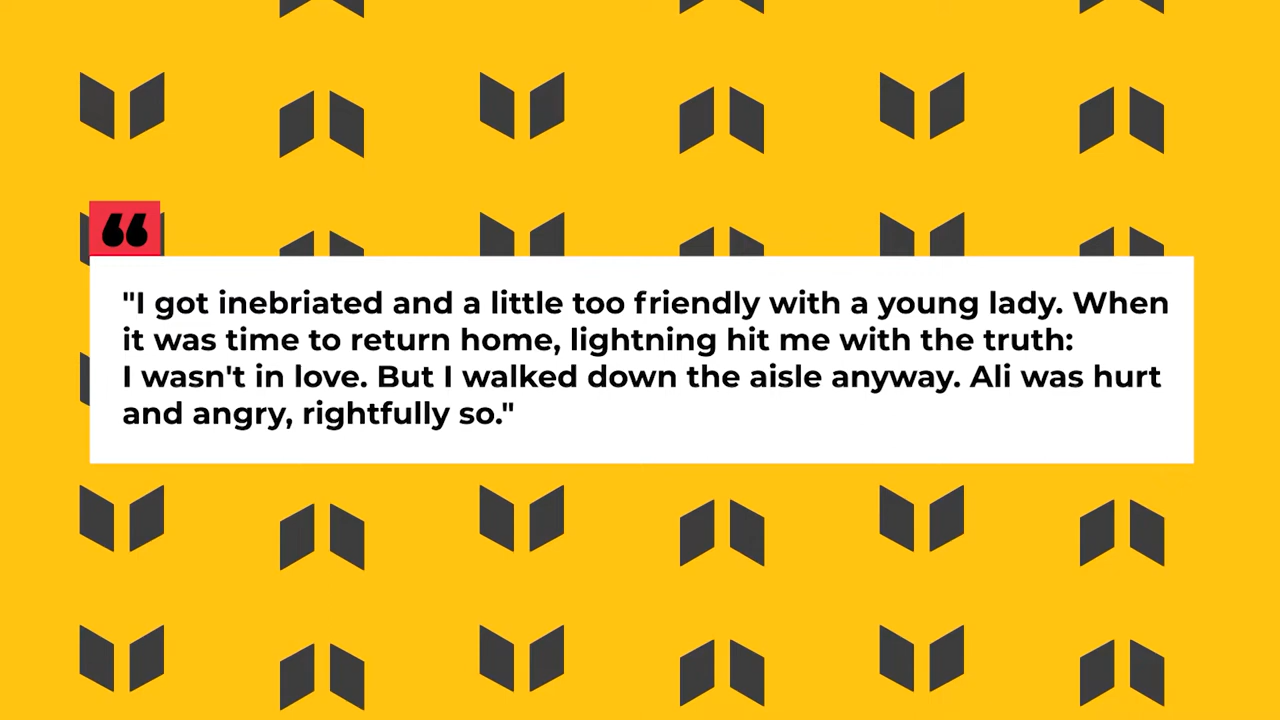 "I got inebriated and a little too friendly with a young lady. When
it was time to return home, lightning hit me with the truth:
I wasn't in love. But I walked down the aisle anyway. Ali was hurt
and angry, rightfully so."